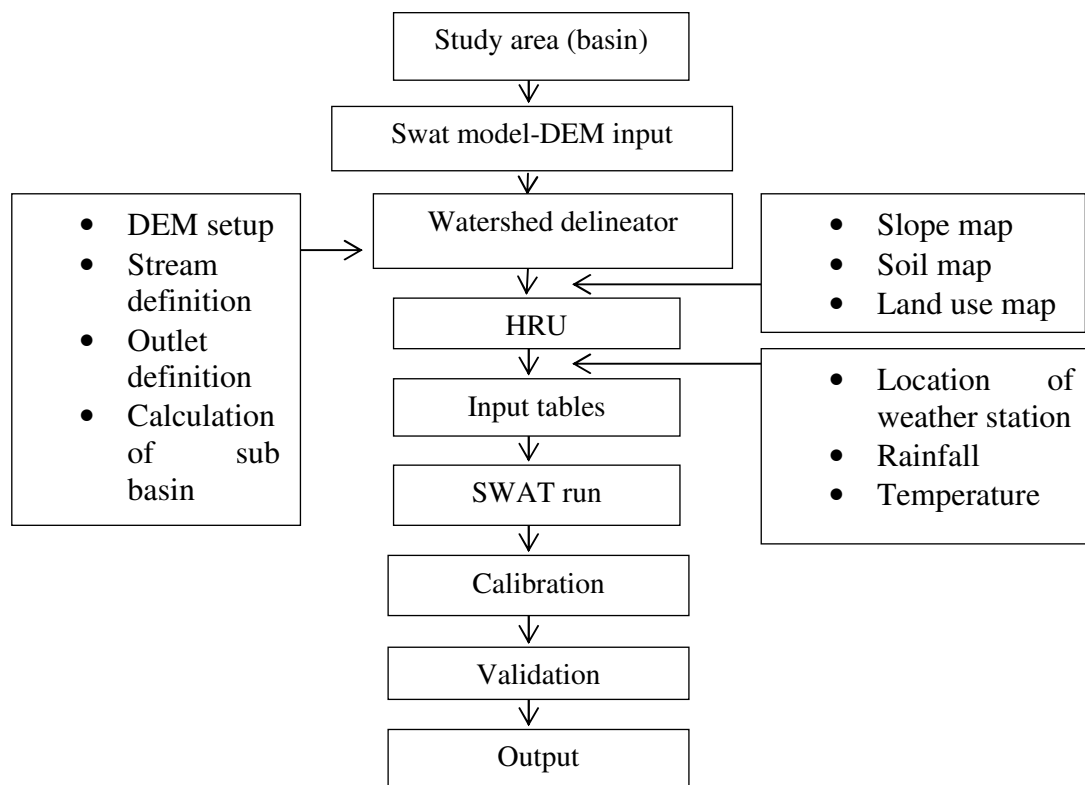 Study area (basin)
Swat model-DEM input
Watershed delineator
• DEM setup
• Stream
definition
• Outlet
definition
• Calculation
of sub
basin
• Slope map
• Soil map
• Land use map
HRU
• Location of
weather station
• Rainfall
• Temperature
Input tables
SWAT run
Calibration
Validation
Output